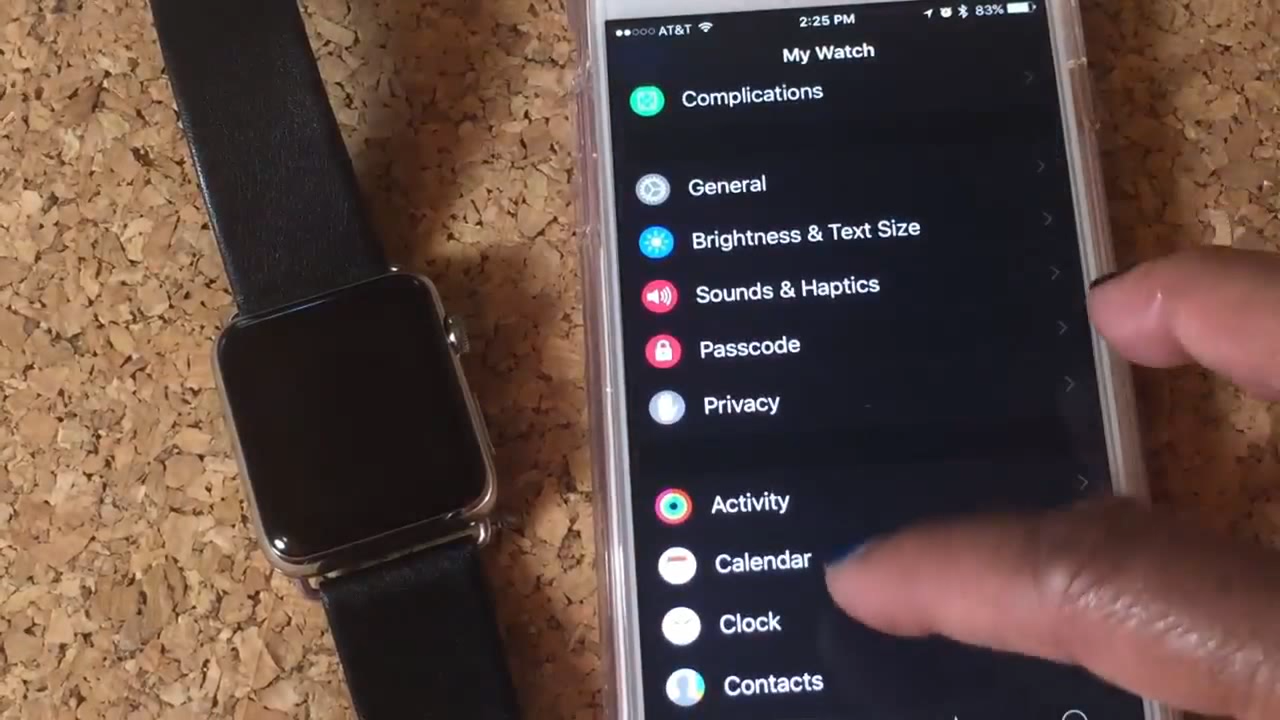 AT&T 2:25 PM 83%
My Watch
Complications
General
Brightness & Text Size
Sounds & Haptics
Passcode
Privacy
Activity
Calendar
Clock
Contacts